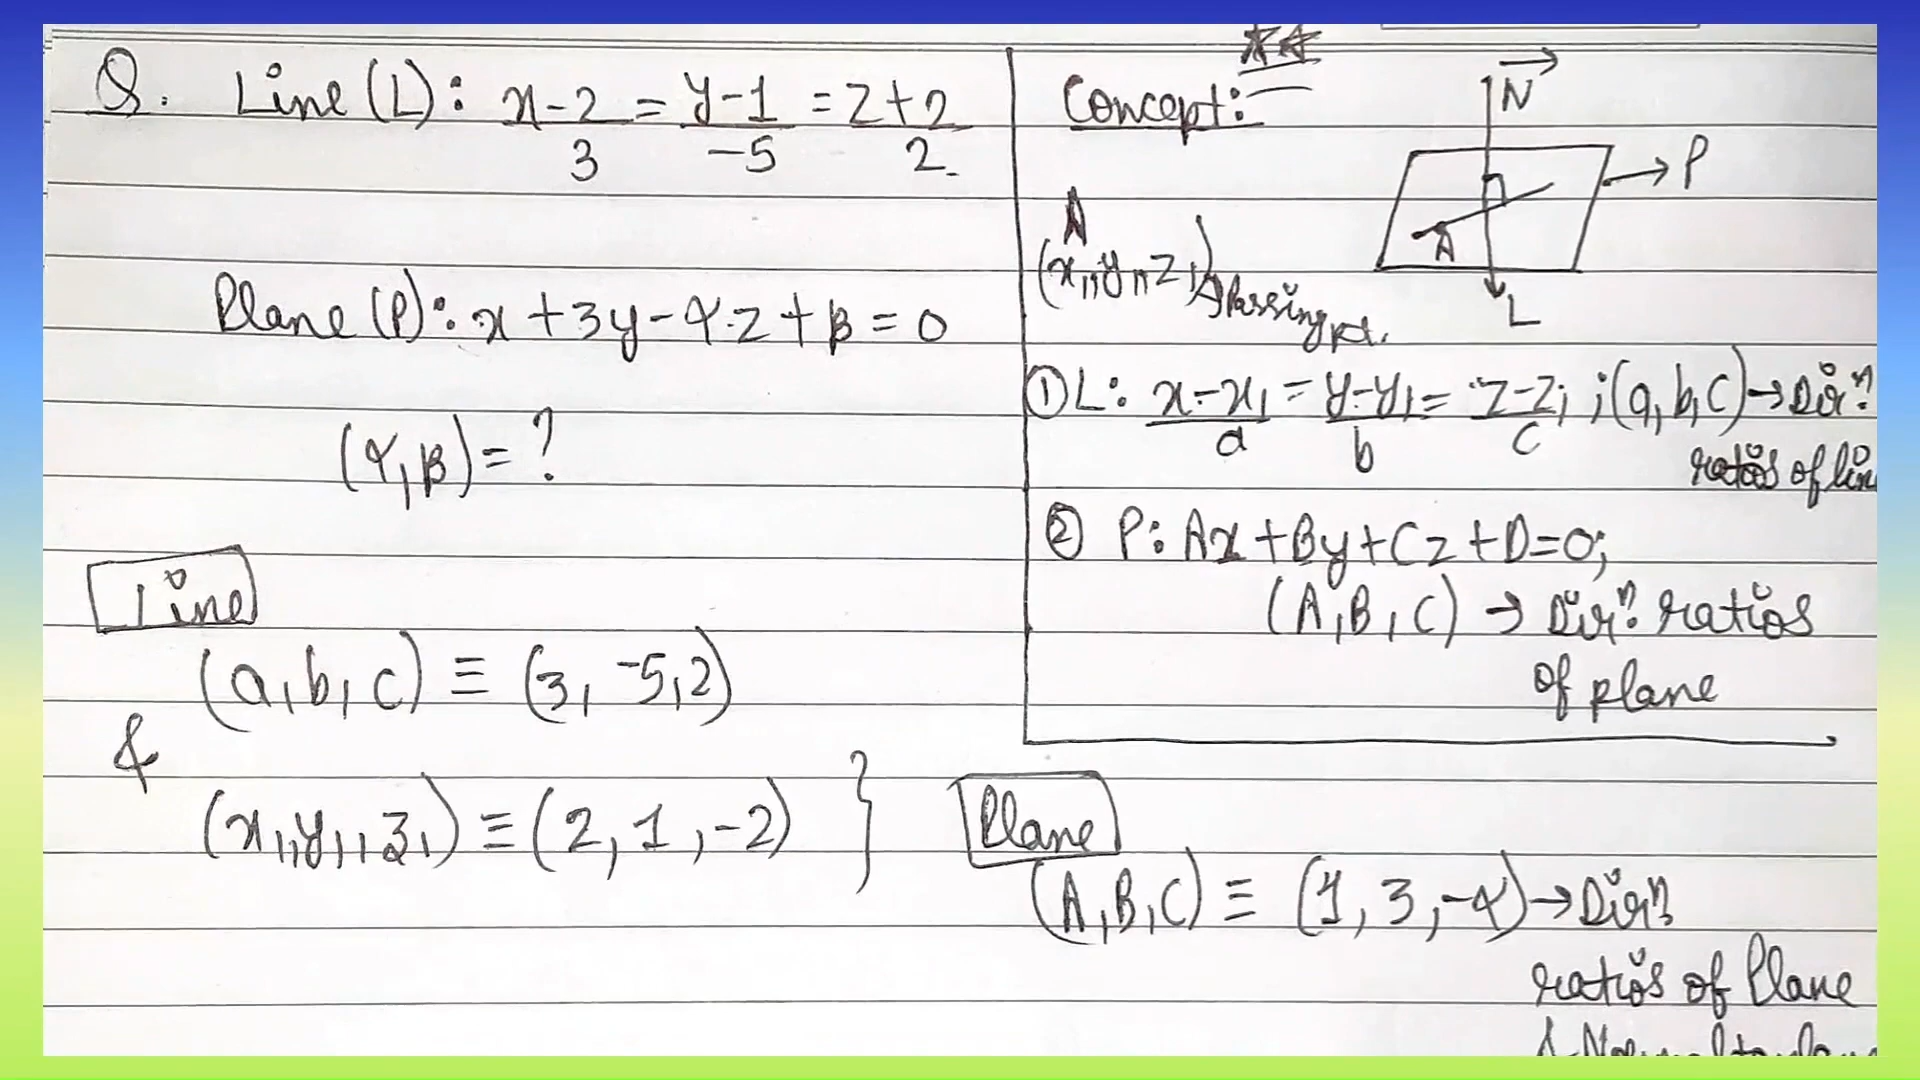 Q. Line (L): x-2/3 = y-1/-5 = z+2/2
Plane (P): x+3y-α.z+β=0
(α,β)=?
Line
(a,b,c) ≡ (3, -5,2)
&
(x₁,y₁,z₁) ≡ (2,1,-2) }
Concept:
N
P
A
L
A
(x₁,y₁,z₁)
Passing pt.
① L: x-x₁/a = y-y₁/b = z-z₁/c ; (a,b,c) → Dirⁿ.
ratios of lin
② P: Ax+By+Cz+D=0;
(A,B,C) → Dirⁿ. ratios
of plane
Plane
(A,B,C) ≡ (1,3,-α) → Dirⁿ
ratios of Plane